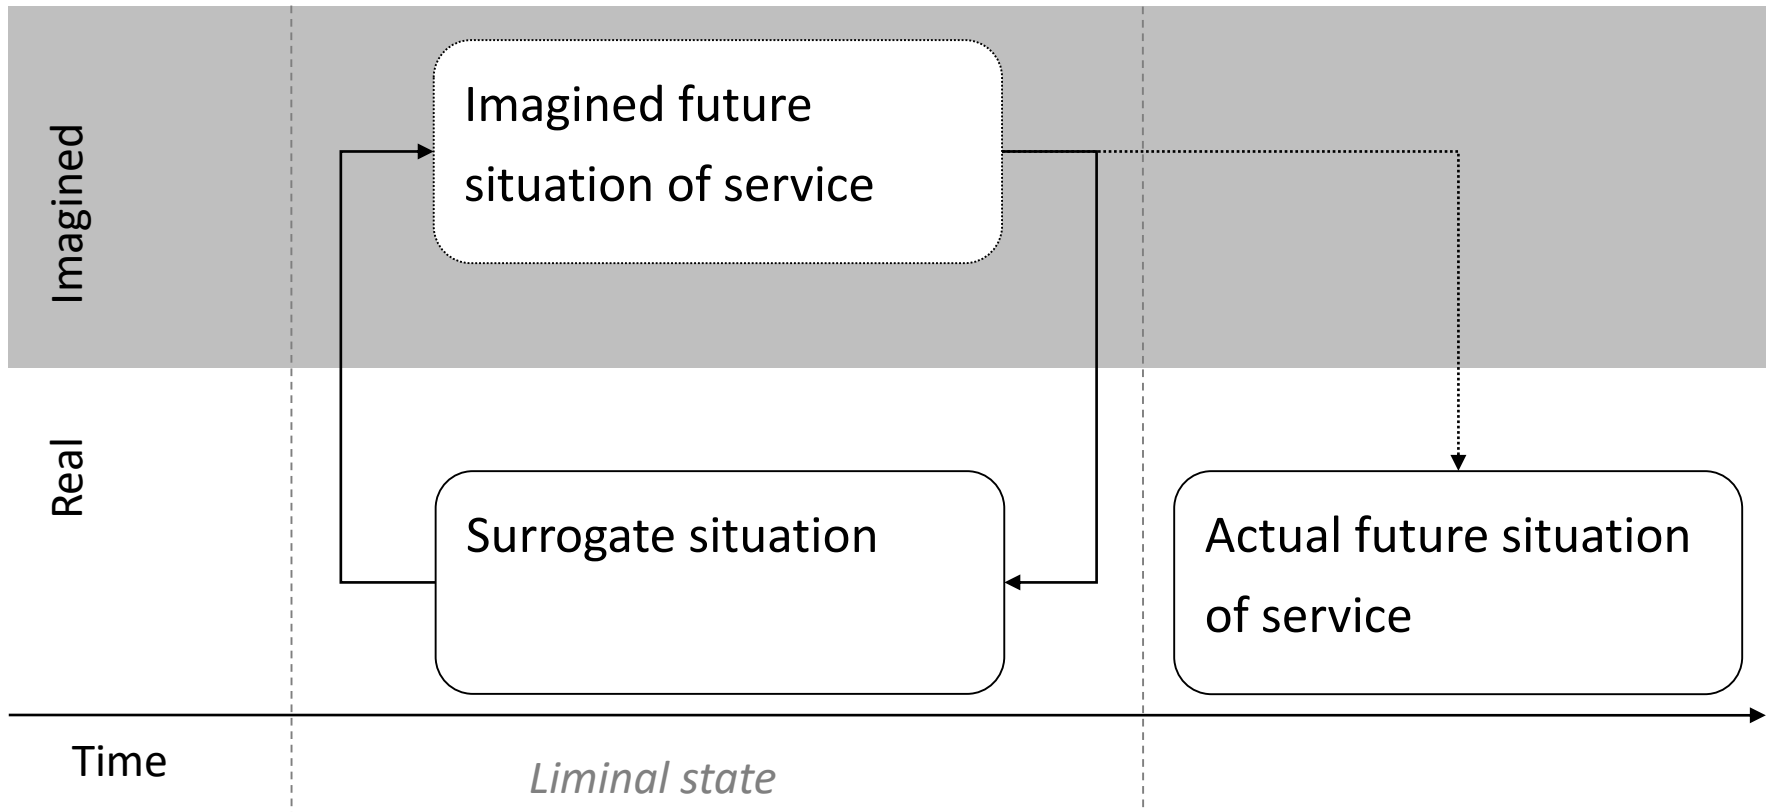 Imagined
Imagined future
situation of service
Real
Surrogate situation
Actual future situation
of service
Time
Liminal state